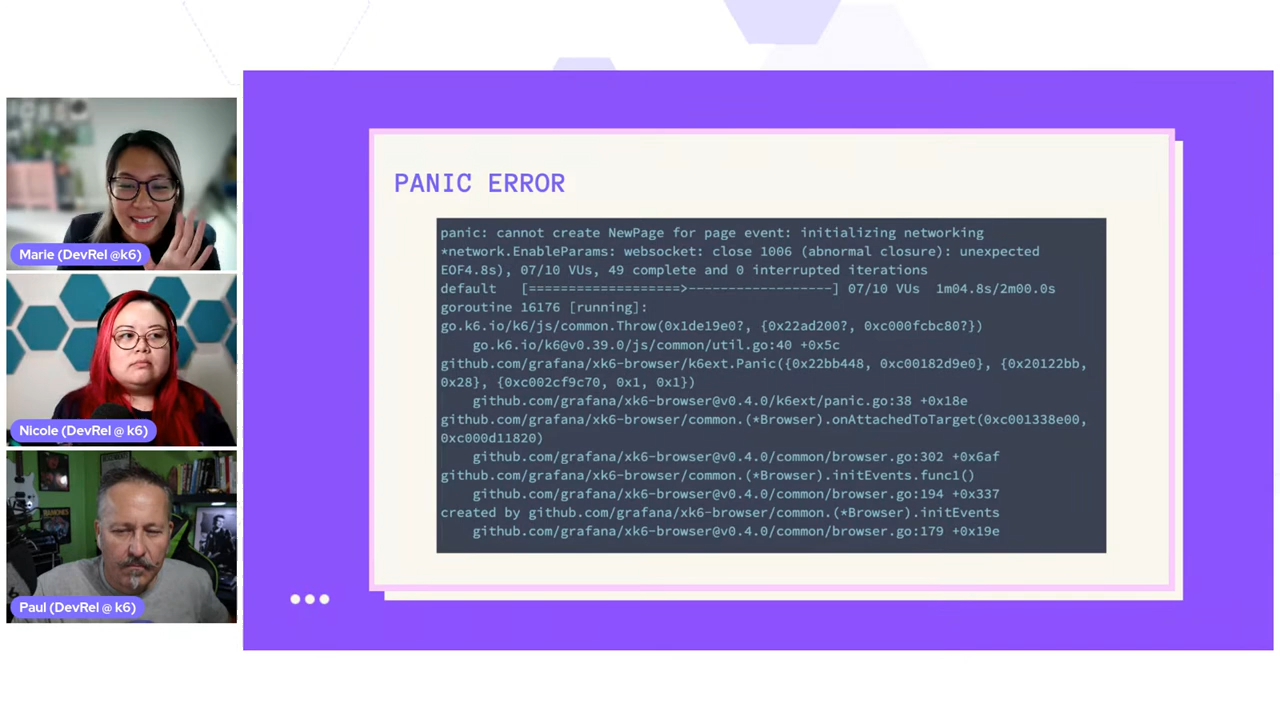 Marie (DevRel @k6)
Nicole (DevRel @ k6)
Paul (DevRel @ k6)
PANIC ERROR
panic: cannot create NewPage for page event: initializing networking
*network.EnableParams: websocket: close 1006 (abnormal closure): unexpected
EOF4.8s), 07/10 VUs, 49 complete and 0 interrupted iterations
default   [===================>------------------] 07/10 VUs  1m04.8s/2m00.0s
goroutine 16176 [running]:
go.k6.io/k6/js/common.Throw(0x1de19e0?, {0x22ad200?, 0xc000fcbc80?})
go.k6.io/k6@v0.39.0/js/common/util.go:40 +0x5c
github.com/grafana/xk6-browser/k6ext.Panic({0x22bb448, 0xc00182d9e0}, {0x20122bb,
0x28}, {0xc002cf9c70, 0x1, 0x1})
github.com/grafana/xk6-browser@v0.4.0/k6ext/panic.go:38 +0x18e
github.com/grafana/xk6-browser/common.(*Browser).onAttachedToTarget(0xc001338e00,
0xc000d11820)
github.com/grafana/xk6-browser@v0.4.0/common/browser.go:302 +0x6af
github.com/grafana/xk6-browser/common.(*Browser).initEvents.func1()
github.com/grafana/xk6-browser@v0.4.0/common/browser.go:194 +0x337
created by github.com/grafana/xk6-browser/common.(*Browser).initEvents
github.com/grafana/xk6-browser@v0.4.0/common/browser.go:179 +0x19e